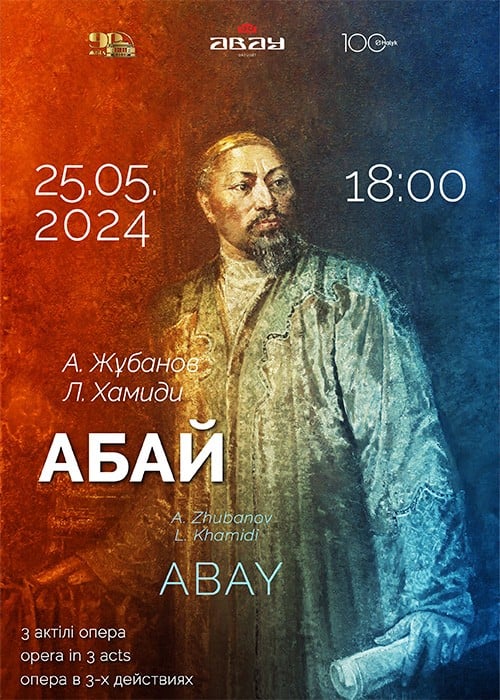 ABAY
100 Halyk
25.05.
2024
18:00
А. Жұбанов
Л. Хамиди
АБАЙ
A. Zhubanov
L. Khamidi
ABAY
3 актілі опера
opera in 3 acts
опера в 3-х действиях